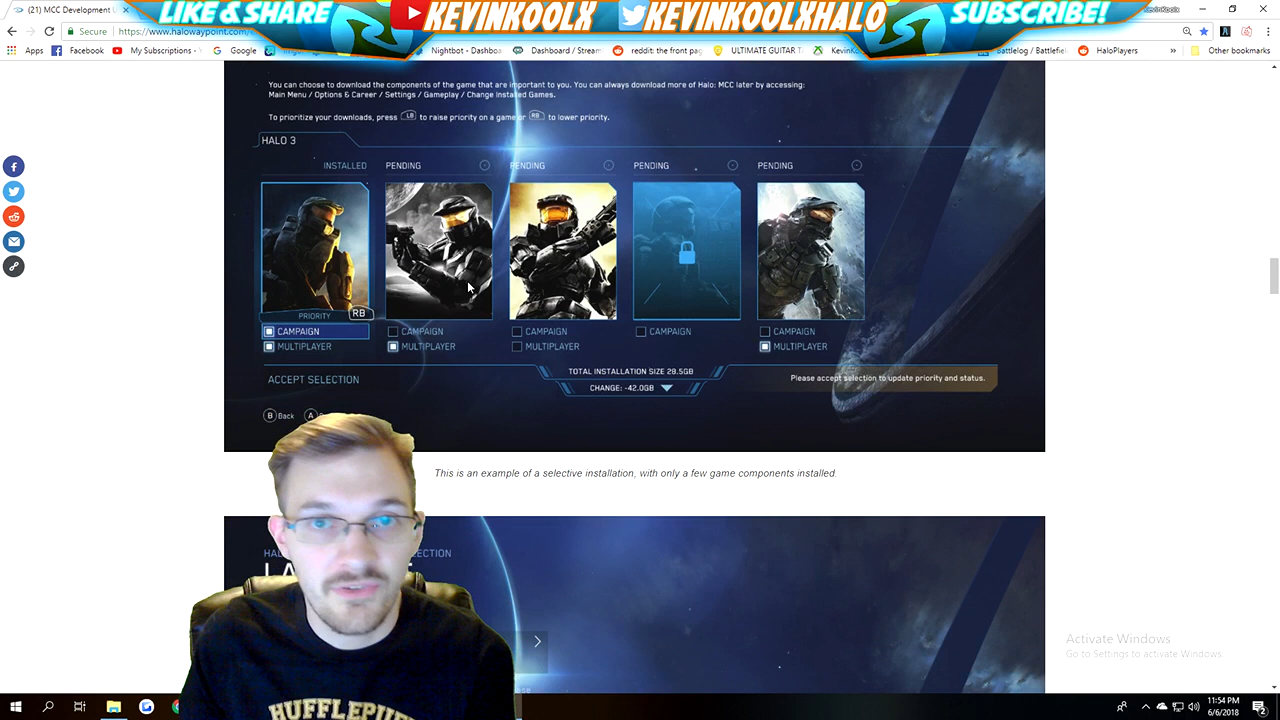 LIKE & SHARE
KEVINKOOLX
KEVINKOOLXHALO
SUBSCRIBE!
(21) MCC Development U
KevinKoolx
Secure
https://www.halowaypoint.com/
Apps
Facebook
My Subscriptions - Y
Google
Nightbot - Dashboa
Dashboard / Stream
reddit: the front pag
ULTIMATE GUITAR T
Battlelog / Battlefiel
HaloPlayers
»
Other bookmarks
You can choose to download the components of the game that are important to you. You can always download more of Halo: MCC later by accessing:
Main Menu / Options & Career / Settings / Gameplay / Change Installed Games.
To prioritize your downloads, press LB to raise priority on a game or RB to lower priority.
HALO 3
INSTALLED
PENDING
PENDING
PENDING
PENDING
PRIORITY
RB
CAMPAIGN
CAMPAIGN
CAMPAIGN
CAMPAIGN
CAMPAIGN
MULTIPLAYER
MULTIPLAYER
MULTIPLAYER
MULTIPLAYER
TOTAL INSTALLATION SIZE 29.5GB
CHANGE: -42.0GB
ACCEPT SELECTION
Please accept selection to update priority and status.
B Back
A
This is an example of a selective installation, with only a few game components installed.
HUFFLEPUFF
Activate Windows
Go to Settings to activate Windows.
11:54 PM
6/6/2018
2